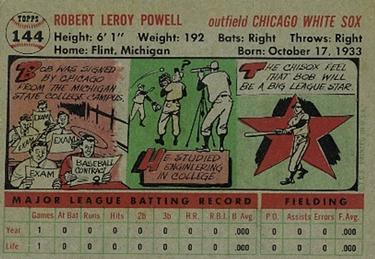 TOPPS
144
ROBERT LEROY POWELL
outfield CHICAGO WHITE SOX
Height: 6' 1" Weight: 192 Bats: Right Throws: Right
Home: Flint, Michigan Born: October 17, 1933
BOB WAS SIGNED
BY CHICAGO
FROM THE MICHIGAN
STATE COLLEGE CAMPUS.
EXAM
EXAM
EXAM
EXAM
BASEBALL
CONTRACT
HE STUDIED
ENGINEERING
IN COLLEGE
THE CHISOX FEEL
THAT BOB WILL
BE A BIG LEAGUE STAR.
MAJOR LEAGUE BATTING RECORD FIELDING
Games At Bat Runs Hits 2b 3b H.R. R.B.I. B Avg. P.O. Assists Errors F. Avg.
Year 1 0 0 0 0 0 0 0 .000 0 0 0 .000
Life 1 0 0 0 0 0 0 0 .000 0 0 0 .000